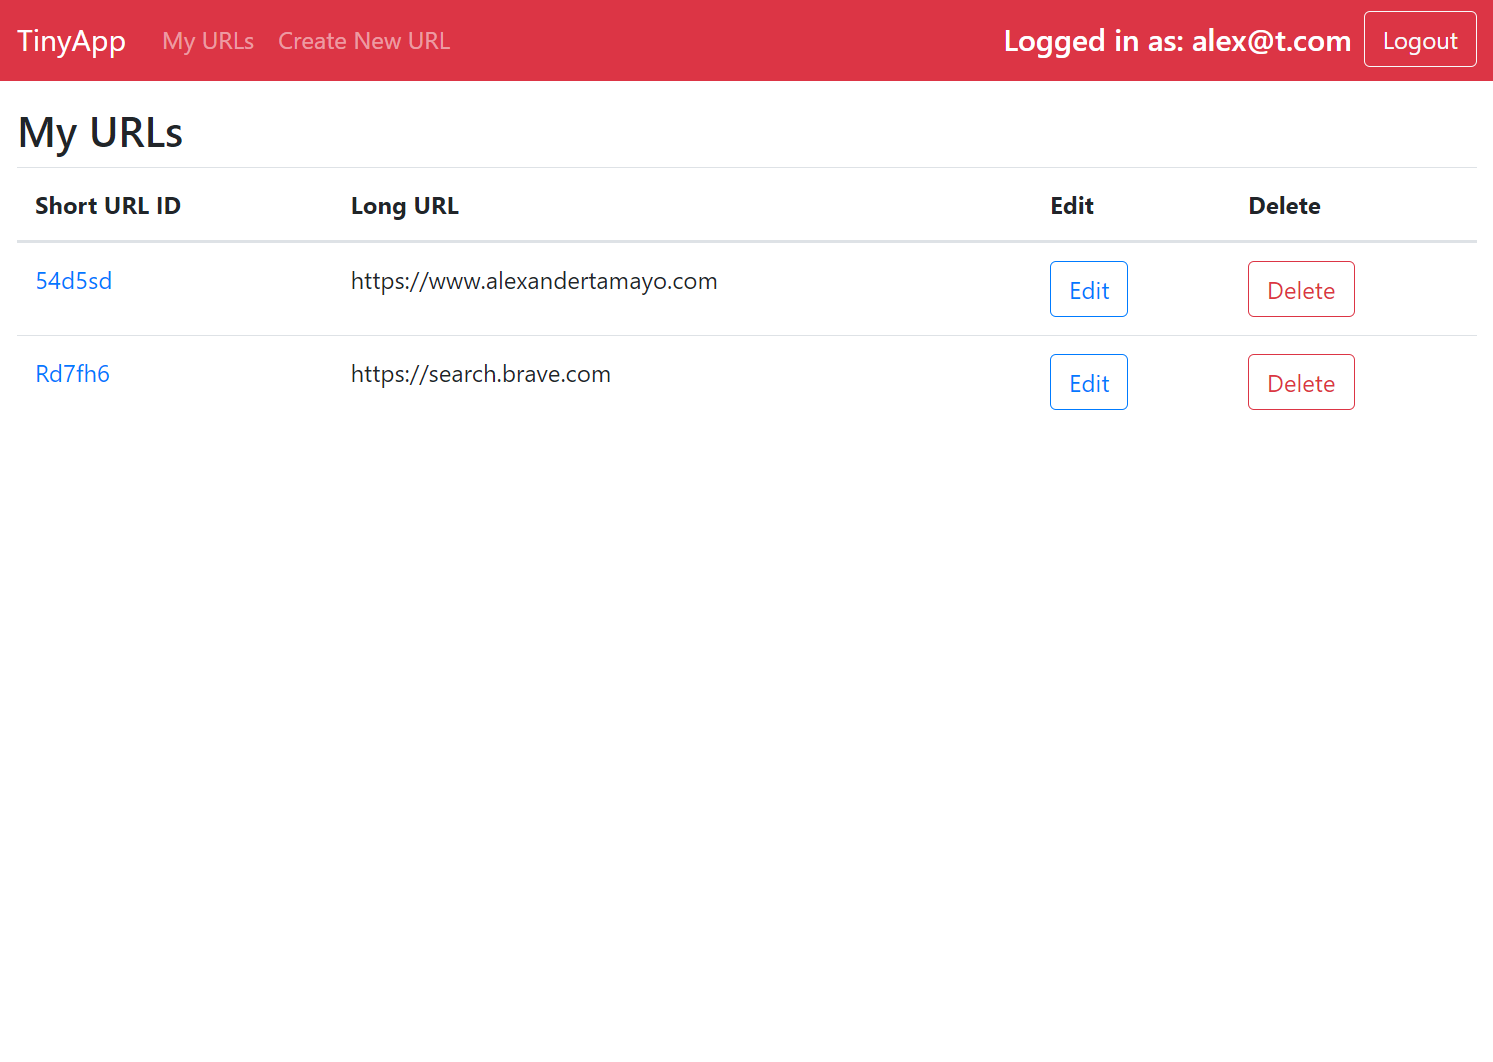 TinyApp My URLs Create New URL Logged in as: alex@t.com Logout
My URLs
Short URL ID Long URL Edit Delete
54d5sd https://www.alexandertamayo.com Edit Delete
Rd7fh6 https://search.brave.com Edit Delete